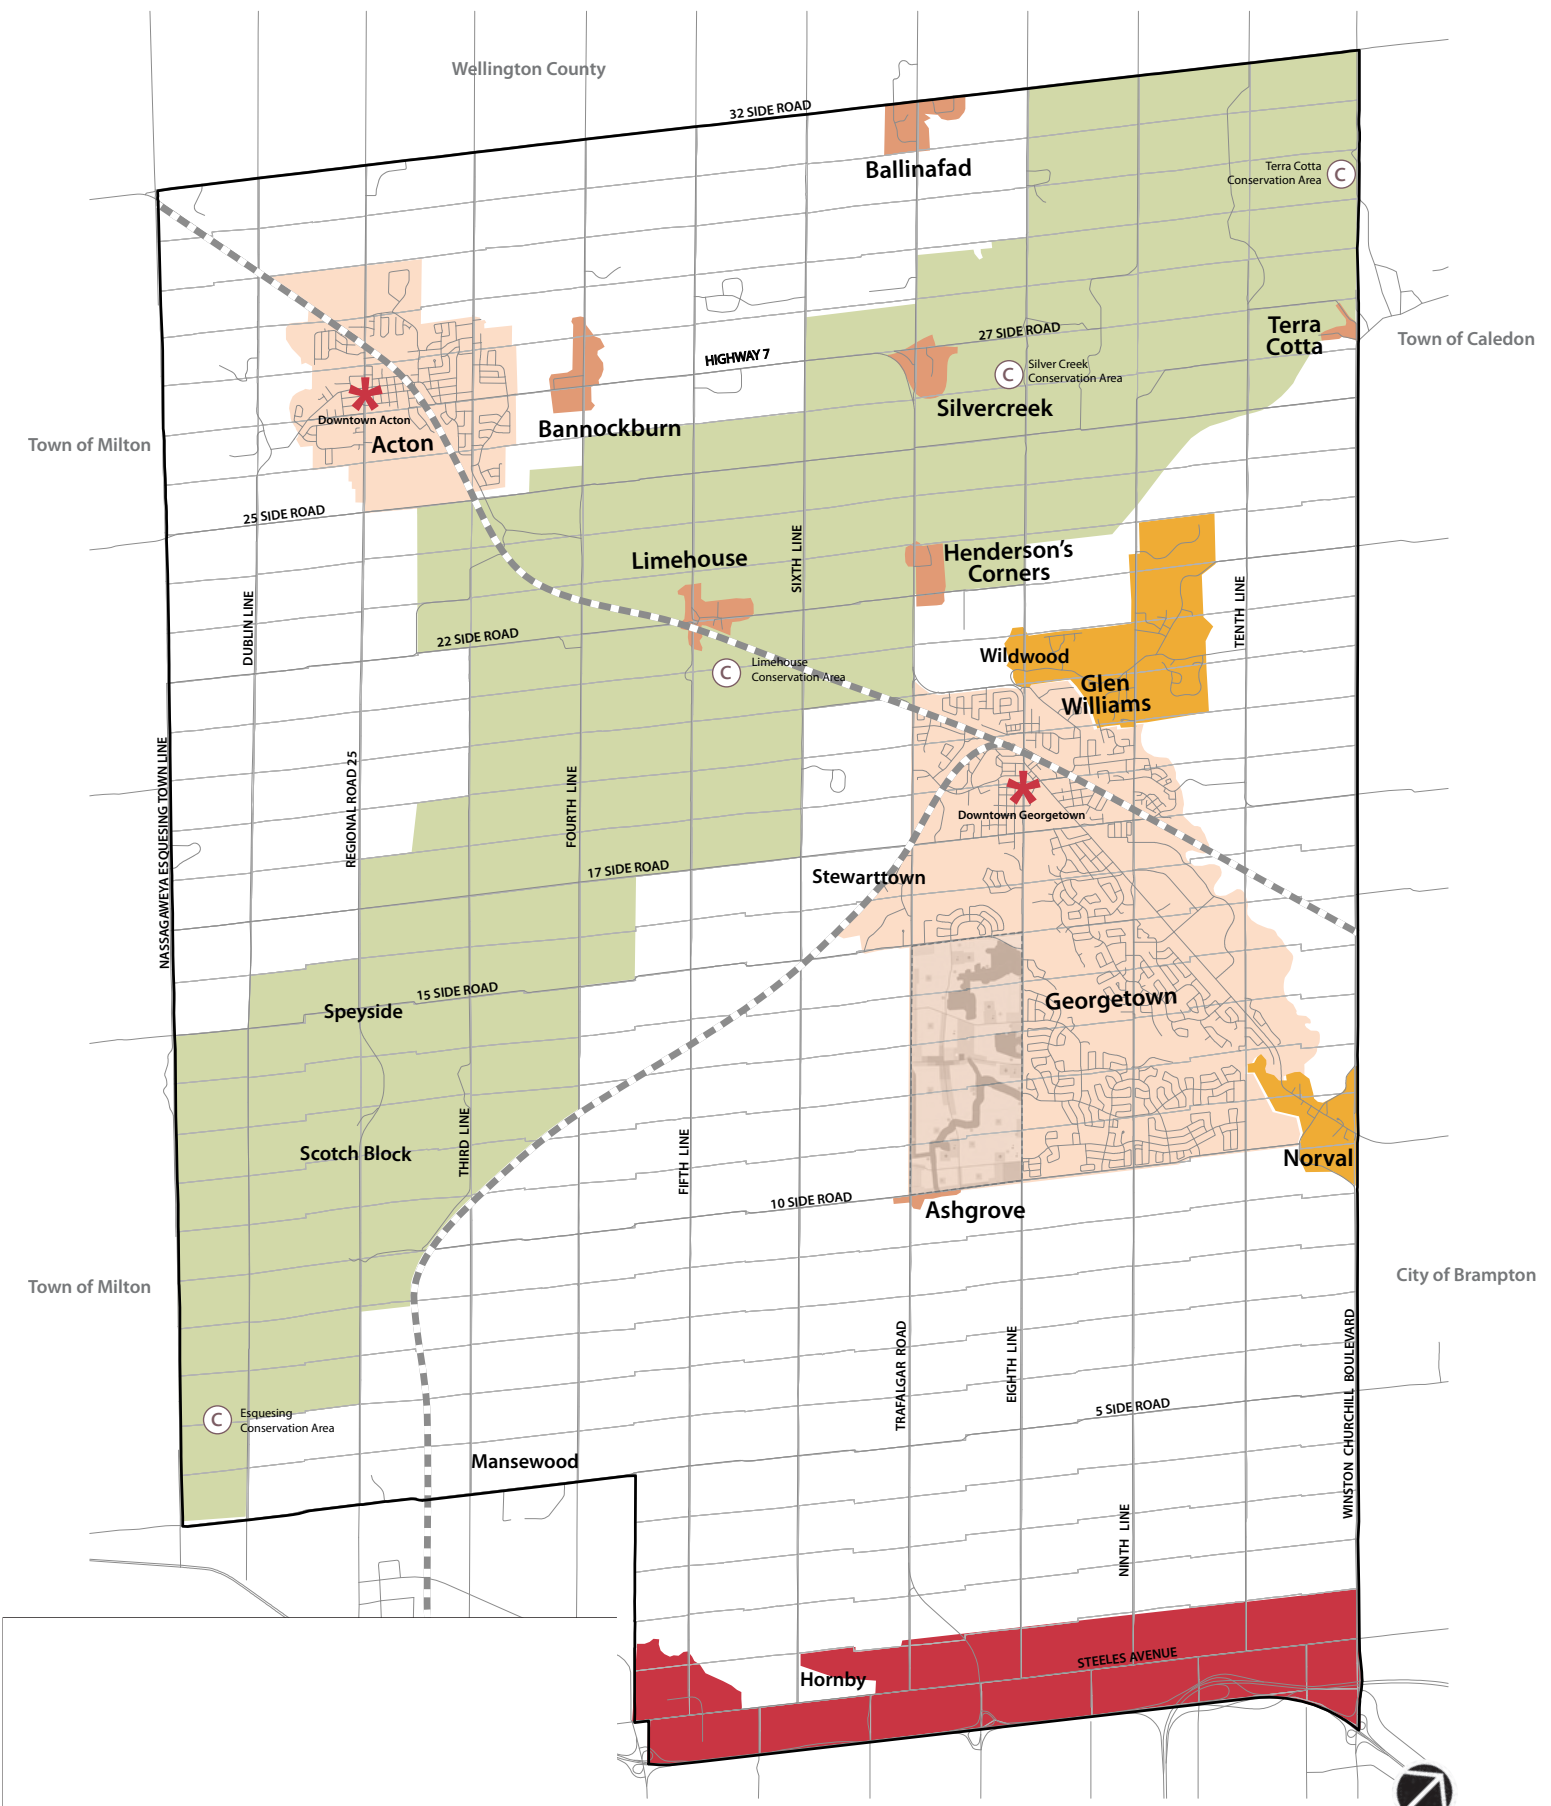 Wellington County
32 SIDE ROAD
Ballinafad
Terra Cotta
Conservation Area
C
27 SIDE ROAD
Terra
Cotta
Town of Caledon
HIGHWAY 7
C
Silver Creek
Conservation Area
Silvercreek
Downtown Acton
Acton
Bannockburn
Town of Milton
25 SIDE ROAD
SIXTH LINE
Limehouse
Henderson's
Corners
DUBLIN LINE
TENTH LINE
22 SIDE ROAD
Wildwood
C
Limehouse
Conservation Area
Glen
Williams
NASSAGAWEYA ESQUESING TOWN LINE
REGIONAL ROAD 25
FOURTH LINE
Downtown Georgetown
17 SIDE ROAD
Stewarttown
15 SIDE ROAD
Speyside
Georgetown
THIRD LINE
Scotch Block
FIFTH LINE
Norval
10 SIDE ROAD
Ashgrove
Town of Milton
City of Brampton
TRAFALGAR ROAD
EIGHTH LINE
WINSTON CHURCHILL BOULEVARD
C
Esquesing
Conservation Area
5 SIDE ROAD
Mansewood
NINTH LINE
STEELES AVENUE
Hornby